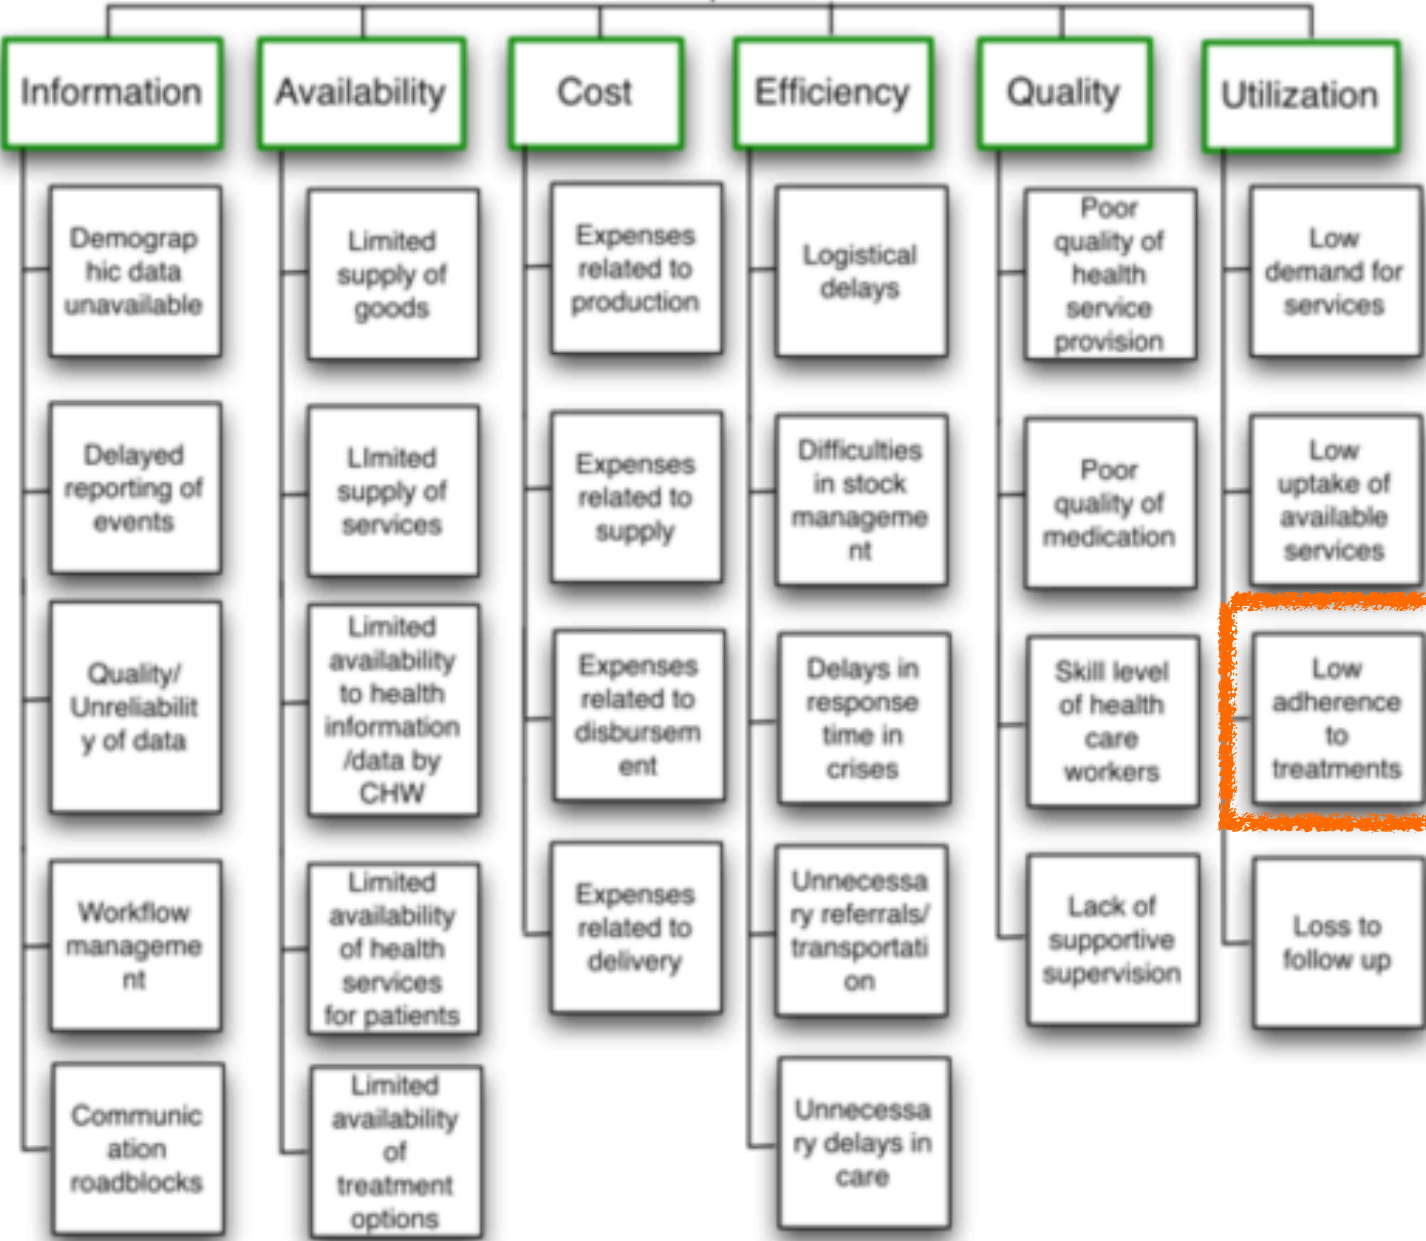 Information
Demograp
hic data
unavailable
Delayed
reporting of
events
Quality/
Unreliabilit
y of data
Workflow
manageme
nt
Communic
ation
roadblocks
Availability
Limited
supply of
goods
LImited
supply of
services
Limited
availability
to health
information
/data by
CHW
Limited
availability
of health
services
for patients
Limited
availability
of
treatment
options
Cost
Expenses
related to
production
Expenses
related to
supply
Expenses
related to
disbursem
ent
Expenses
related to
delivery
Efficiency
Logistical
delays
Difficulties
in stock
manageme
nt
Delays in
response
time in
crises
Unnecessa
ry referrals/
transportati
on
Unnecessa
ry delays in
care
Quality
Poor
quality of
health
service
provision
Poor
quality of
medication
Skill level
of health
care
workers
Lack of
supportive
supervision
Utilization
Low
demand for
services
Low
uptake of
available
services
Low
adherence
to
treatments
Loss to
follow up